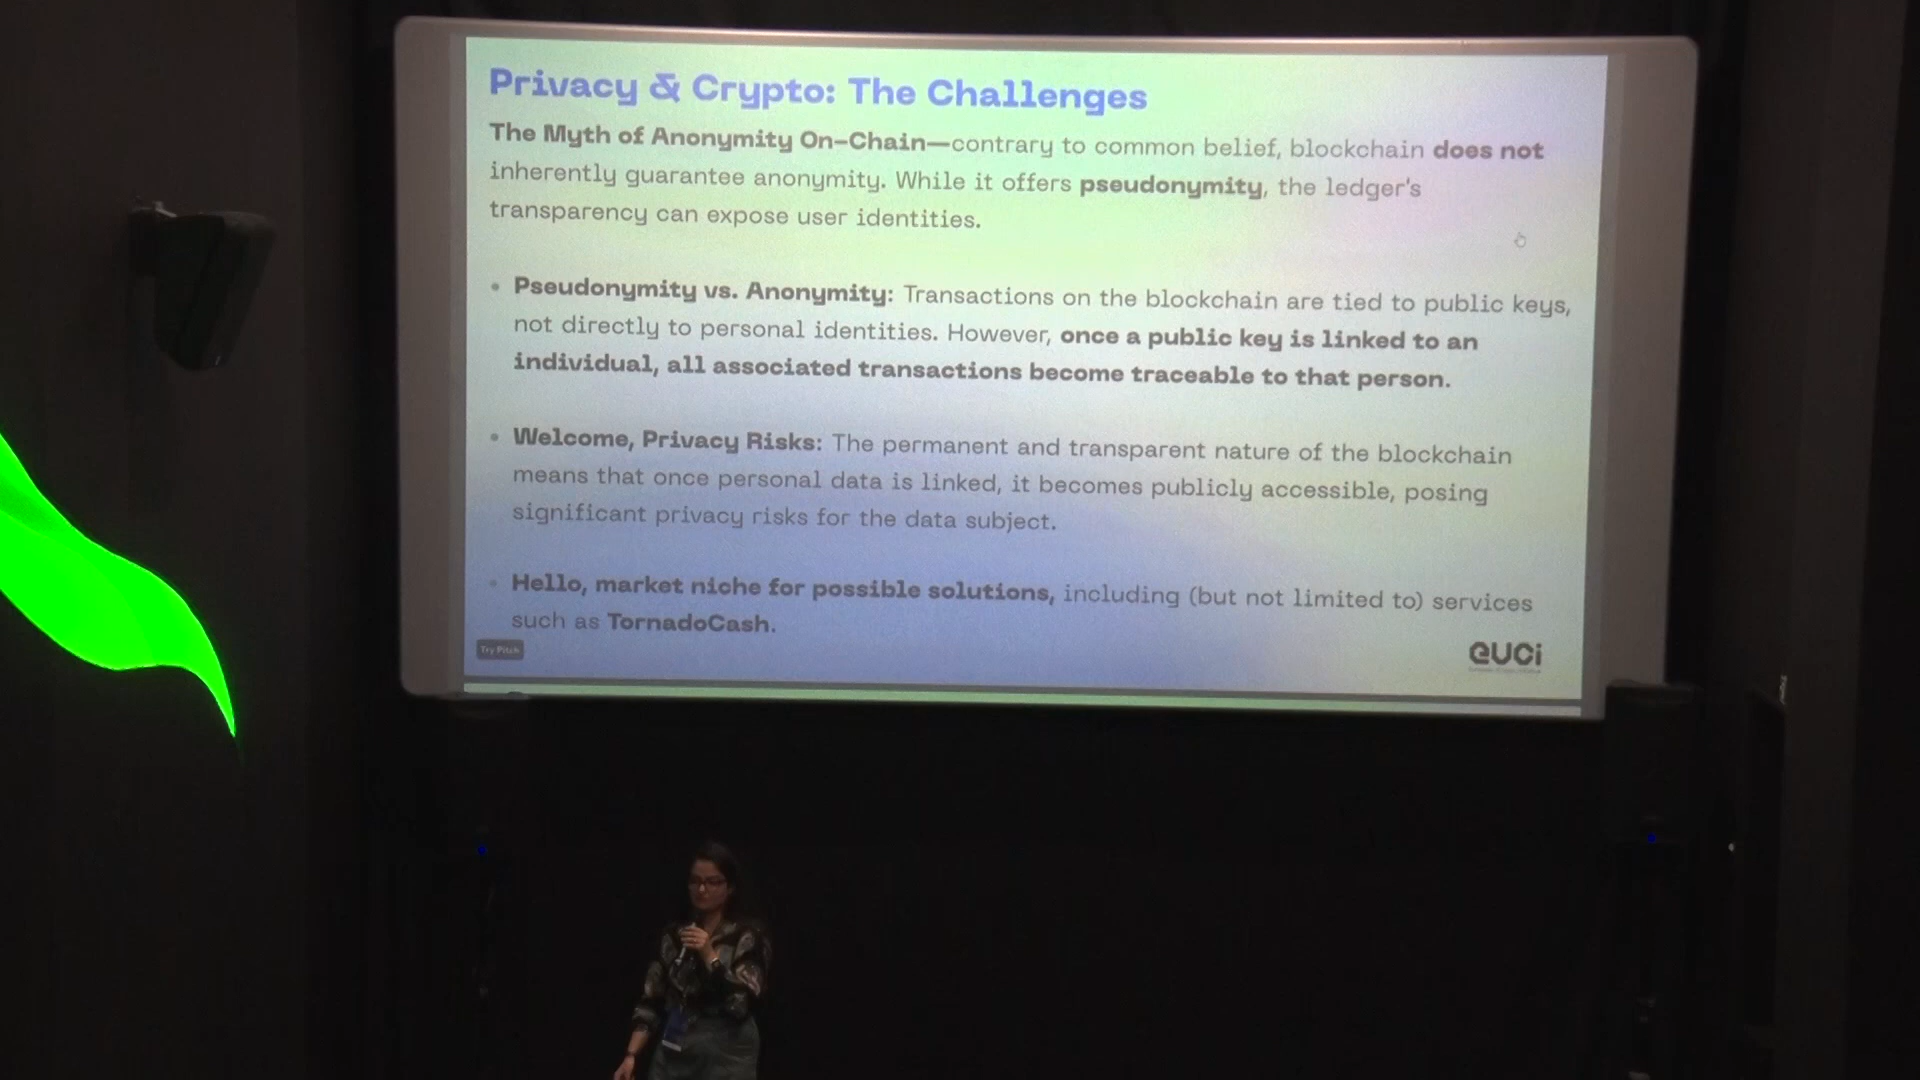 Privacy & Crypto: The Challenges
The Myth of Anonymity On-Chain—contrary to common belief, blockchain does not
inherently guarantee anonymity. While it offers pseudonymity, the ledger's
transparency can expose user identities.
• Pseudonymity vs. Anonymity: Transactions on the blockchain are tied to public keys,
not directly to personal identities. However, once a public key is linked to an
individual, all associated transactions become traceable to that person.
• Welcome, Privacy Risks: The permanent and transparent nature of the blockchain
means that once personal data is linked, it becomes publicly accessible, posing
significant privacy risks for the data subject.
• Hello, market niche for possible solutions, including (but not limited to) services
such as TornadoCash.
Try Pitch
euci